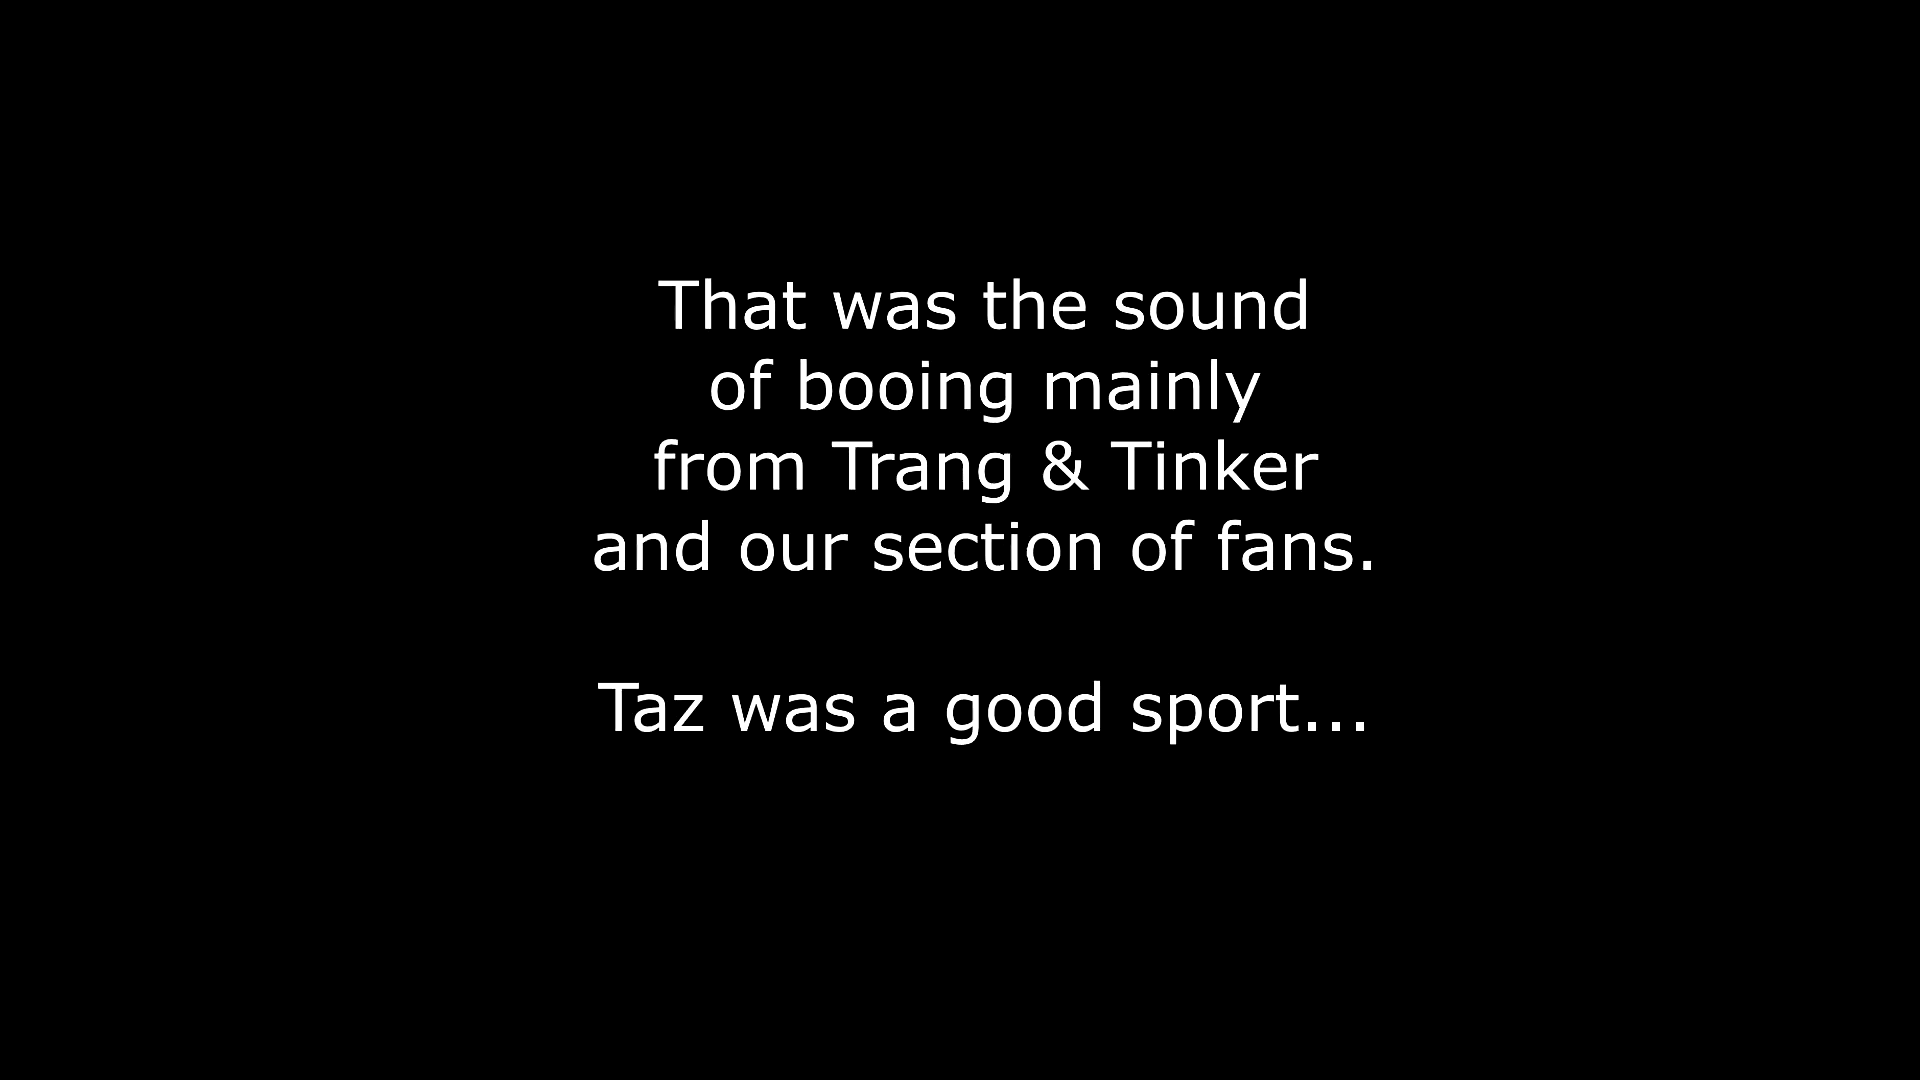 That was the sound
of booing mainly
from Trang & Tinker
and our section of fans.
Taz was a good sport...